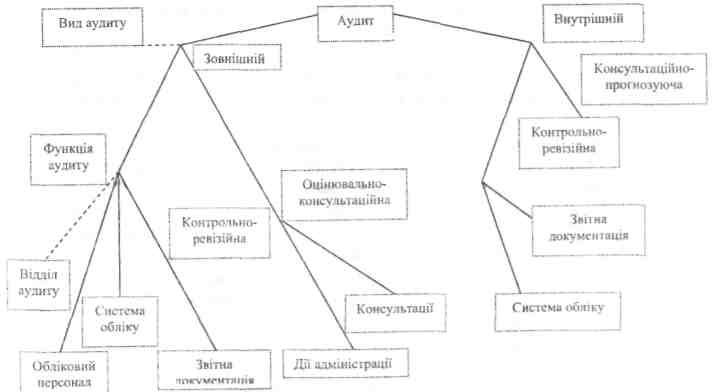 Вид аудиту
Аудит
Внутрішній
Зовнішній
Консультаційно-
прогнозуюча
Функція
аудиту
Контрольно-
ревізійна
Оцінювально-
консультаційна
Контрольно-
ревізійна
Звітна
документація
Відділ
аудиту
Система
обліку
Консультації
Система обліку
Обліковий
персонал
Звітна
документація
Дії адміністрації